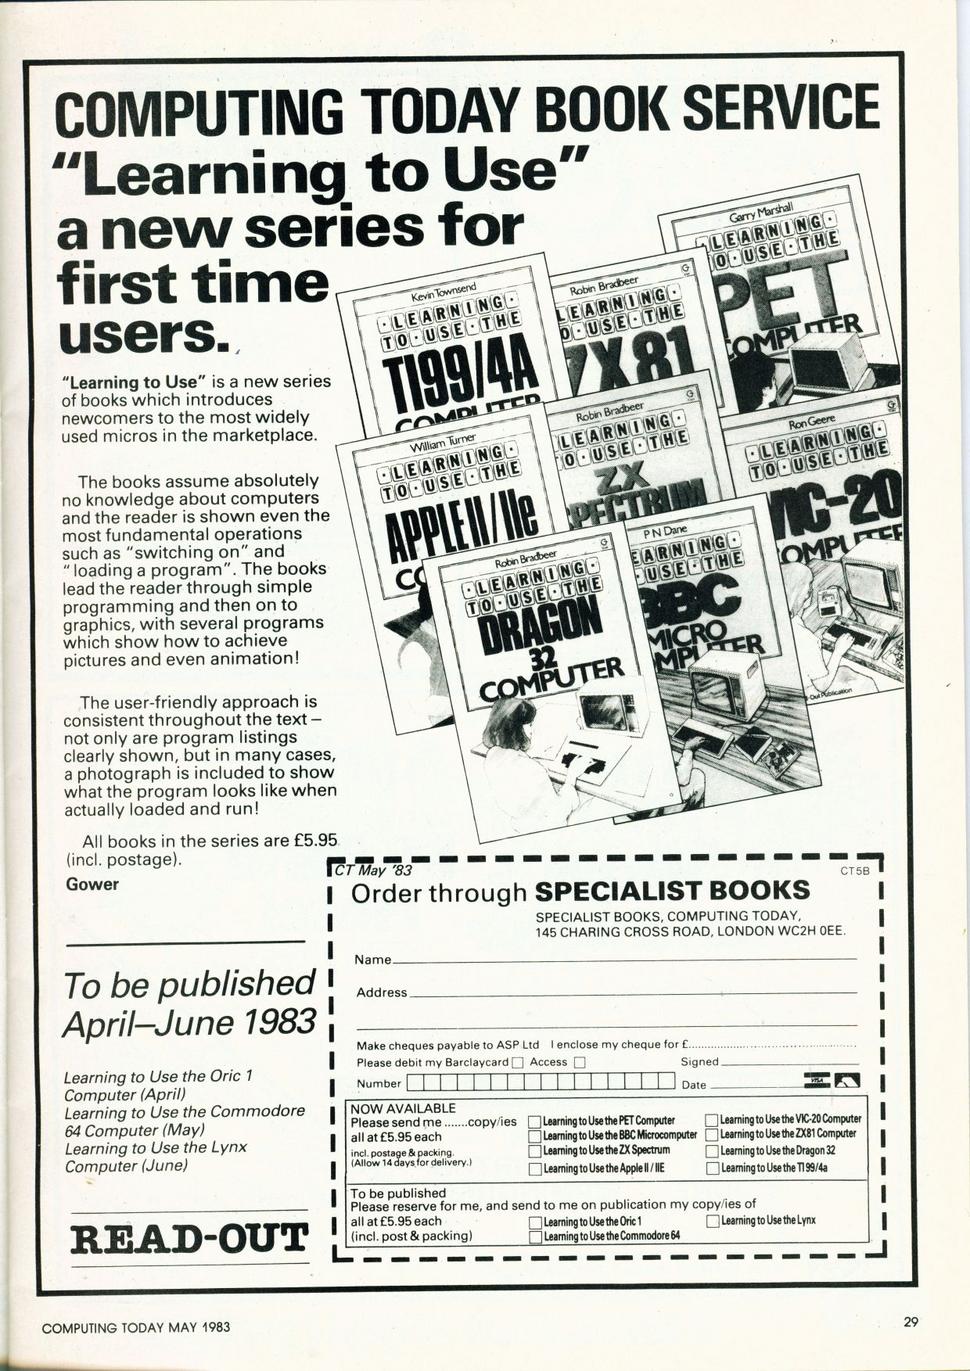 COMPUTING TODAY BOOK SERVICE
“Learning to Use”
a new series for
first time
users.
“Learning to Use” is a new series
of books which introduces
newcomers to the most widely
used micros in the marketplace.
The books assume absolutely
no knowledge about computers
and the reader is shown even the
most fundamental operations
such as “switching on” and
“loading a program”. The books
lead the reader through simple
programming and then on to
graphics, with several programs
which show how to achieve
pictures and even animation!
The user-friendly approach is
consistent throughout the text –
not only are program listings
clearly shown, but in many cases,
a photograph is included to show
what the program looks like when
actually loaded and run!
All books in the series are £5.95
(incl. postage).
Gower
To be published
April–June 1983
Learning to Use the Oric 1
Computer (April)
Learning to Use the Commodore
64 Computer (May)
Learning to Use the Lynx
Computer (June)
READ-OUT
Kevin Townsend
·LEARNING·
TO·USE·THE
TI99/4A
COMPUTER
Robin Bradbeer
LEARNING·
TO·USE·THE
ZX81
Garry Marshall
·LEARNING·
TO·USE·THE
PET
COMPUTER
William Turner
·LEARNING·
TO·USE·THE
APPLE II/IIe
CO
Robin Bradbeer
LEARNING·
TO·USE·THE
ZX
SPECTRUM
Ron Geere
·LEARNING·
TO·USE·THE
VIC-20
COMPUTER
Our Publication
Robin Bradbeer
·LEARNING·
TO·USE·THE
DRAGON
32
COMPUTER
P N Dane
EARNING·
·USE·THE
BBC
MICRO
COMPUTER
CT May '83
CT5B
Order through SPECIALIST BOOKS
SPECIALIST BOOKS, COMPUTING TODAY,
145 CHARING CROSS ROAD, LONDON WC2H 0EE.
Name
Address
Make cheques payable to ASP Ltd I enclose my cheque for £
Please debit my Barclaycard Access Signed
Number Date
VISA
NOW AVAILABLE
Please send me .......copy/ies
all at £5.95 each
incl. postage & packing.
(Allow 14 days for delivery.)
Learning to Use the PET Computer
Learning to Use the BBC Microcomputer
Learning to Use the ZX Spectrum
Learning to Use the Apple II / IIE
Learning to Use the VIC-20 Computer
Learning to Use the ZX81 Computer
Learning to Use the Dragon 32
Learning to Use the TI 99/4a
To be published
Please reserve for me, and send to me on publication my copy/ies of
all at £5.95 each
(incl. post & packing)
Learning to Use the Oric 1
Learning to Use the Commodore 64
Learning to Use the Lynx
COMPUTING TODAY MAY 1983
29